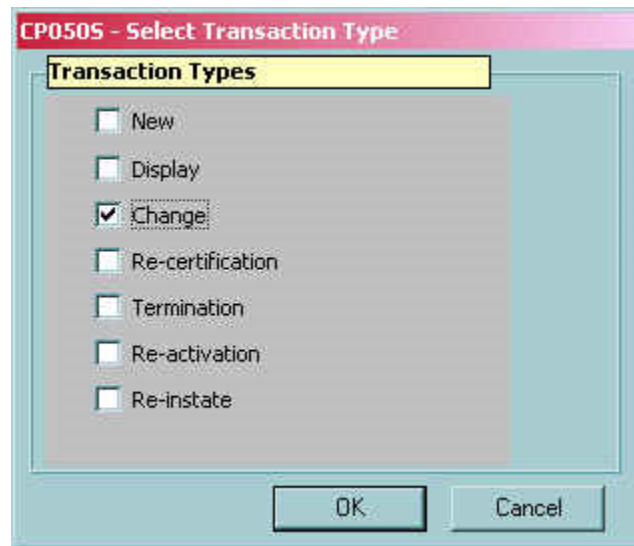 CP050S - Select Transaction Type
Transaction Types
New
Display
Change
Re-certification
Termination
Re-activation
Re-instate
OK Cancel